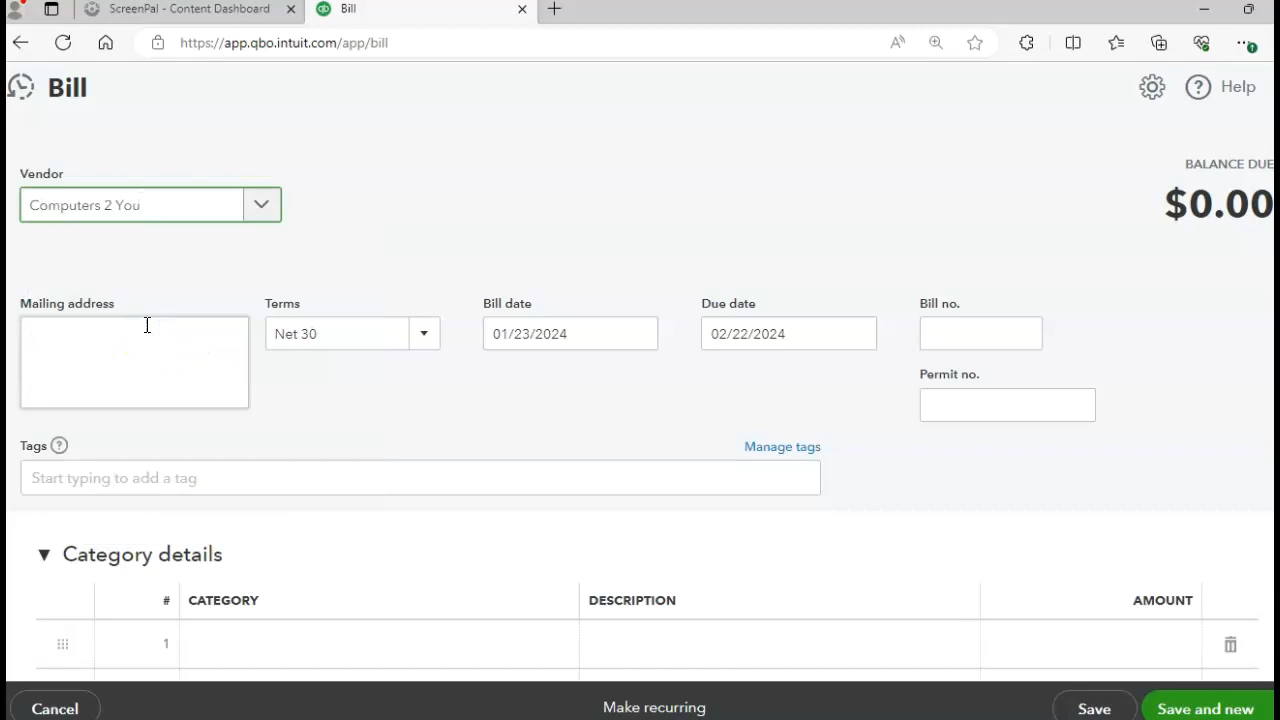 ScreenPal - Content Dashboard
Bill
https://app.qbo.intuit.com/app/bill
Bill
Help
Vendor
BALANCE DUE
Computers 2 You
$0.00
Mailing address
Terms
Bill date
Due date
Bill no.
Net 30
01/23/2024
02/22/2024
Permit no.
Tags
Manage tags
Start typing to add a tag
Category details
# CATEGORY DESCRIPTION AMOUNT
1
Cancel
Make recurring
Save
Save and new